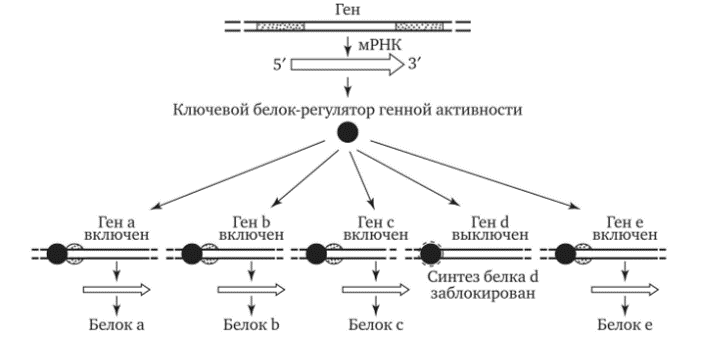 Ген
мРНК
5′ 3′
Ключевой белок-регулятор генной активности
Ген a Ген b Ген c Ген d Ген e
включен включен включен выключен включен
Синтез белка d
заблокирован
Белок a Белок b Белок c Белок e